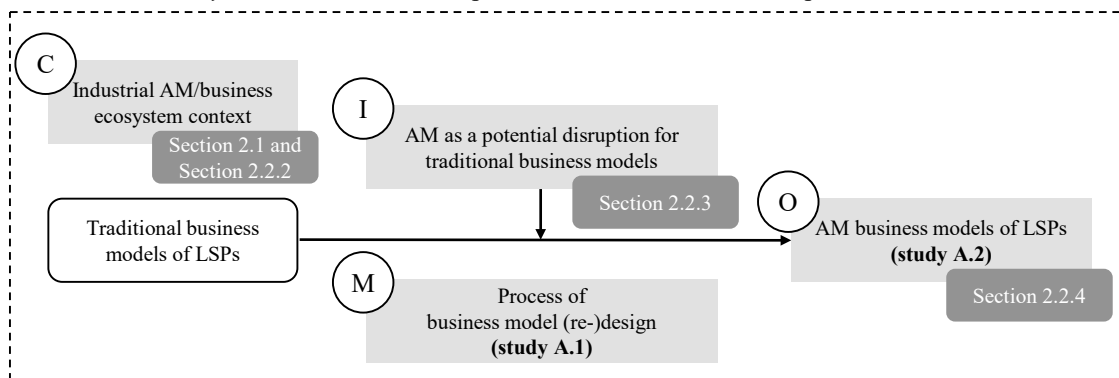 C
Industrial AM/business
ecosystem context
Section 2.1 and
Section 2.2.2
I
AM as a potential disruption for
traditional business models
Section 2.2.3
Traditional business
models of LSPs
O
AM business models of LSPs
(study A.2)
Section 2.2.4
M
Process of
business model (re-)design
(study A.1)